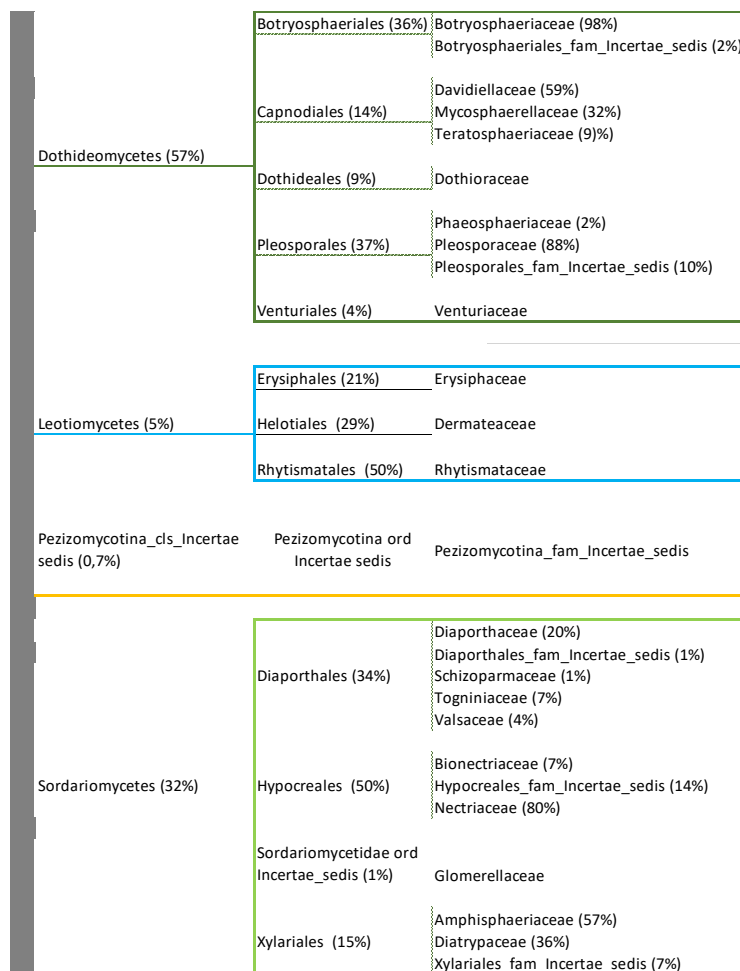 Botryosphaeriales (36%) Botryosphaeriaceae (98%)
Botryosphaeriales_fam_Incertae_sedis (2%)
Davidiellaceae (59%)
Capnodiales (14%) Mycosphaerellaceae (32%)
Teratosphaeriaceae (9)%)
Dothideomycetes (57%)
Dothideales (9%) Dothioraceae
Phaeosphaeriaceae (2%)
Pleosporales (37%) Pleosporaceae (88%)
Pleosporales_fam_Incertae_sedis (10%)
Venturiales (4%) Venturiaceae
Erysiphales (21%) Erysiphaceae
Leotiomycetes (5%) Helotiales (29%) Dermateaceae
Rhytismatales (50%) Rhytismataceae
Pezizomycotina_cls_Incertae
sedis (0,7%)
Pezizomycotina ord
Incertae sedis
Pezizomycotina_fam_Incertae_sedis
Diaporthaceae (20%)
Diaporthales_fam_Incertae_sedis (1%)
Diaporthales (34%) Schizoparmaceae (1%)
Togniniaceae (7%)
Valsaceae (4%)
Bionectriaceae (7%)
Sordariomycetes (32%) Hypocreales (50%) Hypocreales_fam_Incertae_sedis (14%)
Nectriaceae (80%)
Sordariomycetidae ord
Incertae_sedis (1%) Glomerellaceae
Amphisphaeriaceae (57%)
Xylariales (15%) Diatrypaceae (36%)
Xylariales_fam_Incertae_sedis (7%)